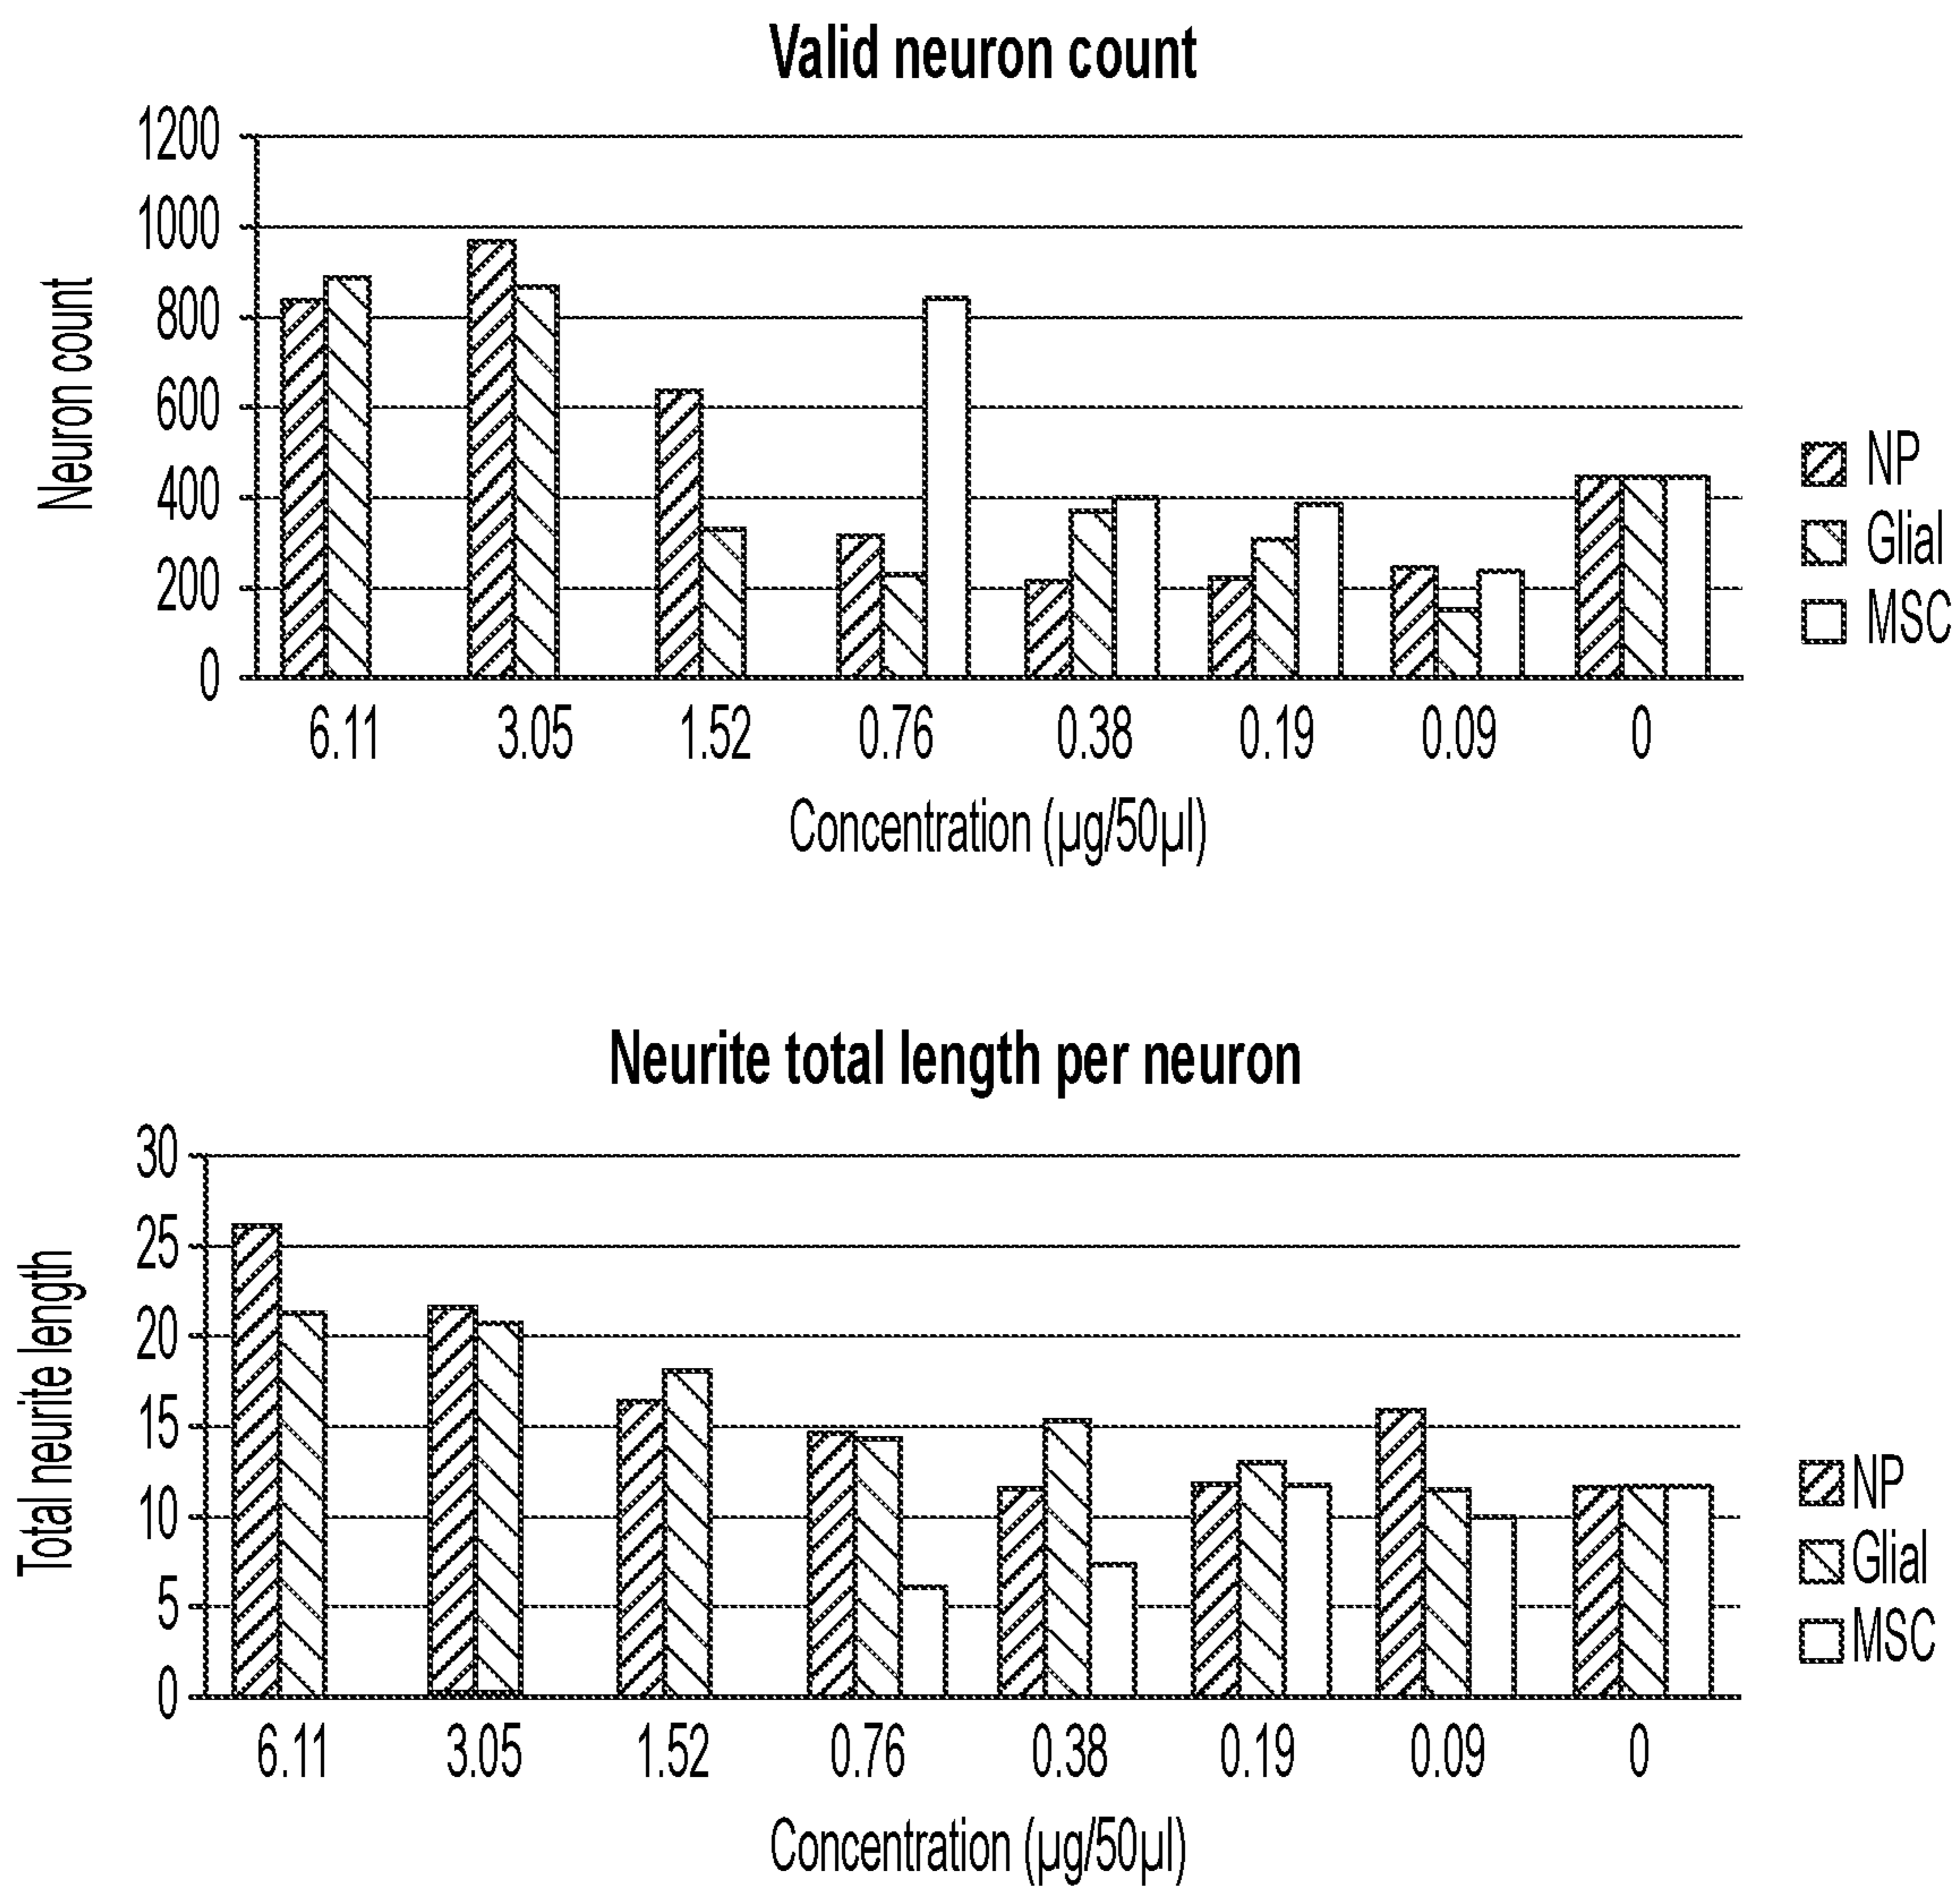 Valid neuron count
1200
1000
800
600
400
200
0
Neuron count
6.11 3.05 1.52 0.76 0.38 0.19 0.09 0
Concentration (µg/50µl)
NP
Glial
MSC
Neurite total length per neuron
30
25
20
15
10
5
0
Total neurite length
6.11 3.05 1.52 0.76 0.38 0.19 0.09 0
Concentration (µg/50µl)
NP
Glial
MSC